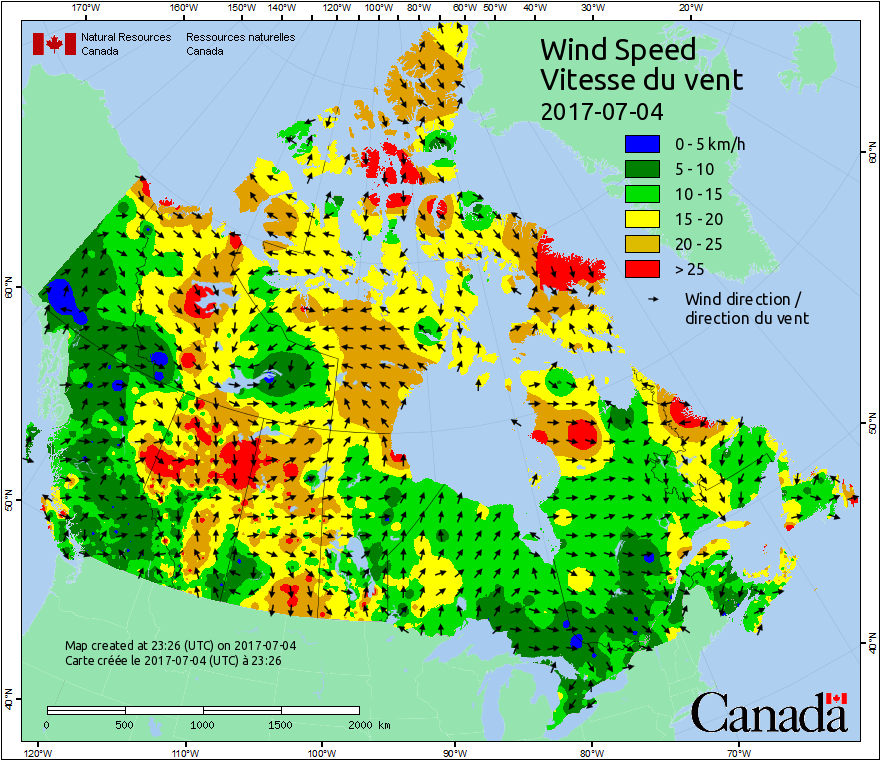 170°W 160°W 150°W 140°W 120°W 100°W 80°W 60°W 50°W 40°W 30°W 20°W
Natural Resources Ressources naturelles
Canada Canada
Wind Speed
Vitesse du vent
2017-07-04
0 - 5 km/h
5 - 10
10 - 15
15 - 20
20 - 25
> 25
Wind direction /
direction du vent
60°N
60°N
50°N
50°N
40°N
40°N
Map created at 23:26 (UTC) on 2017-07-04
Carte créée le 2017-07-04 (UTC) à 23:26
0 500 1000 1500 2000 km
Canada
120°W 110°W 100°W 90°W 80°W 70°W